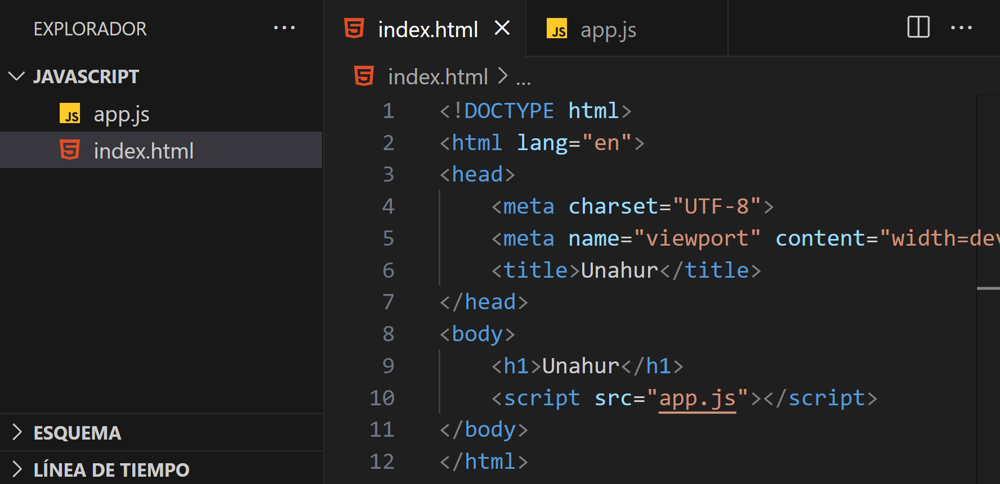 EXPLORADOR ...
JAVASCRIPT
JS app.js
index.html
ESQUEMA
LÍNEA DE TIEMPO
index.html JS app.js ...
index.html > ...
1 <!DOCTYPE html>
2 <html lang="en">
3 <head>
4 <meta charset="UTF-8">
5 <meta name="viewport" content="width=dev
6 <title>Unahur</title>
7 </head>
8 <body>
9 <h1>Unahur</h1>
10 <script src="app.js"></script>
11 </body>
12 </html>